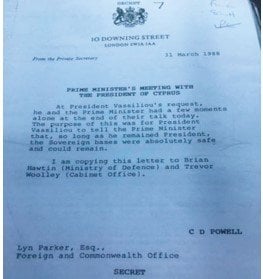 SECRET
10 DOWNING STREET
LONDON SW1A 2AA
From the Private Secretary
31 March 1988
PRIME MINISTER'S MEETING WITH
THE PRESIDENT OF CYPRUS
At President Vassiliou's request,
he and the Prime Minister had a few moments
alone at the end of their talk today.
The purpose of this was for President
Vassiliou to tell the Prime Minister
that, so long as he remained President,
the Sovereign bases were absolutely safe
and could remain.
I am copying this letter to Brian
Hawtin (Ministry of Defence) and Trevor
Woolley (Cabinet Office).
C D POWELL
Lyn Parker, Esq.,
Foreign and Commonwealth Office
SECRET